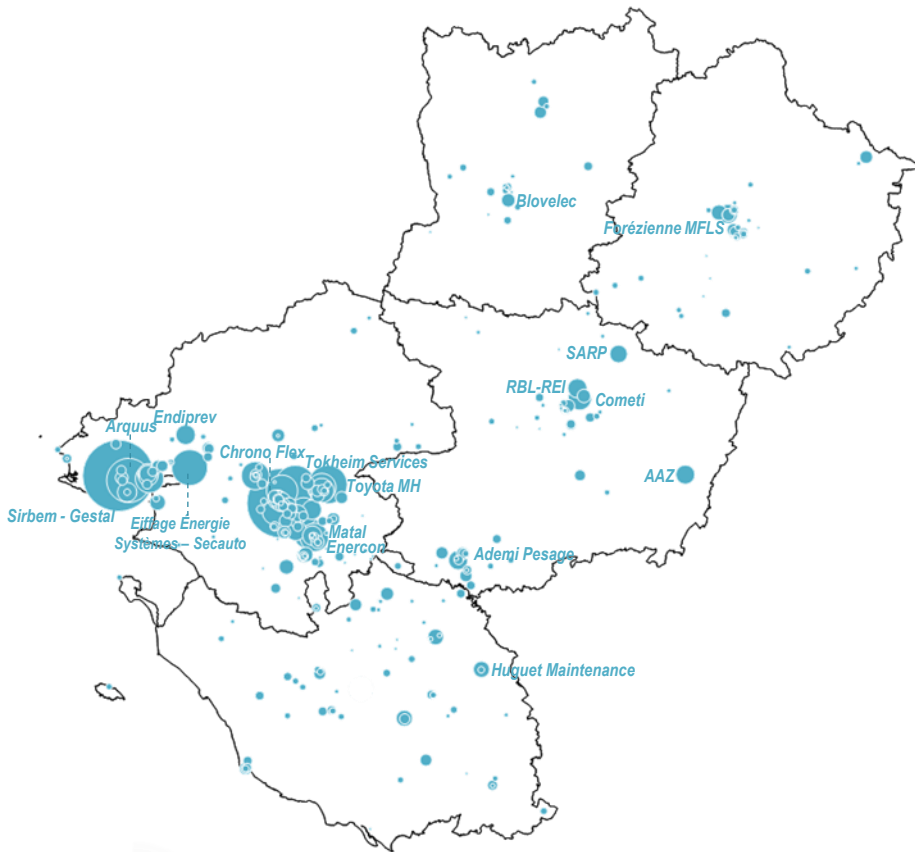 Blovelec
Forézienne MFLS
SARP
RBL-REI
Cometi
Endiprev
Arquus
Chrono Flex
Tokheim Services
AAZ
Toyota MH
Sirbem - Gestal
Eiffage Énergie
Systèmes – Secauto
Matal
Enercon
Ademi Pesage
Huguet Maintenance